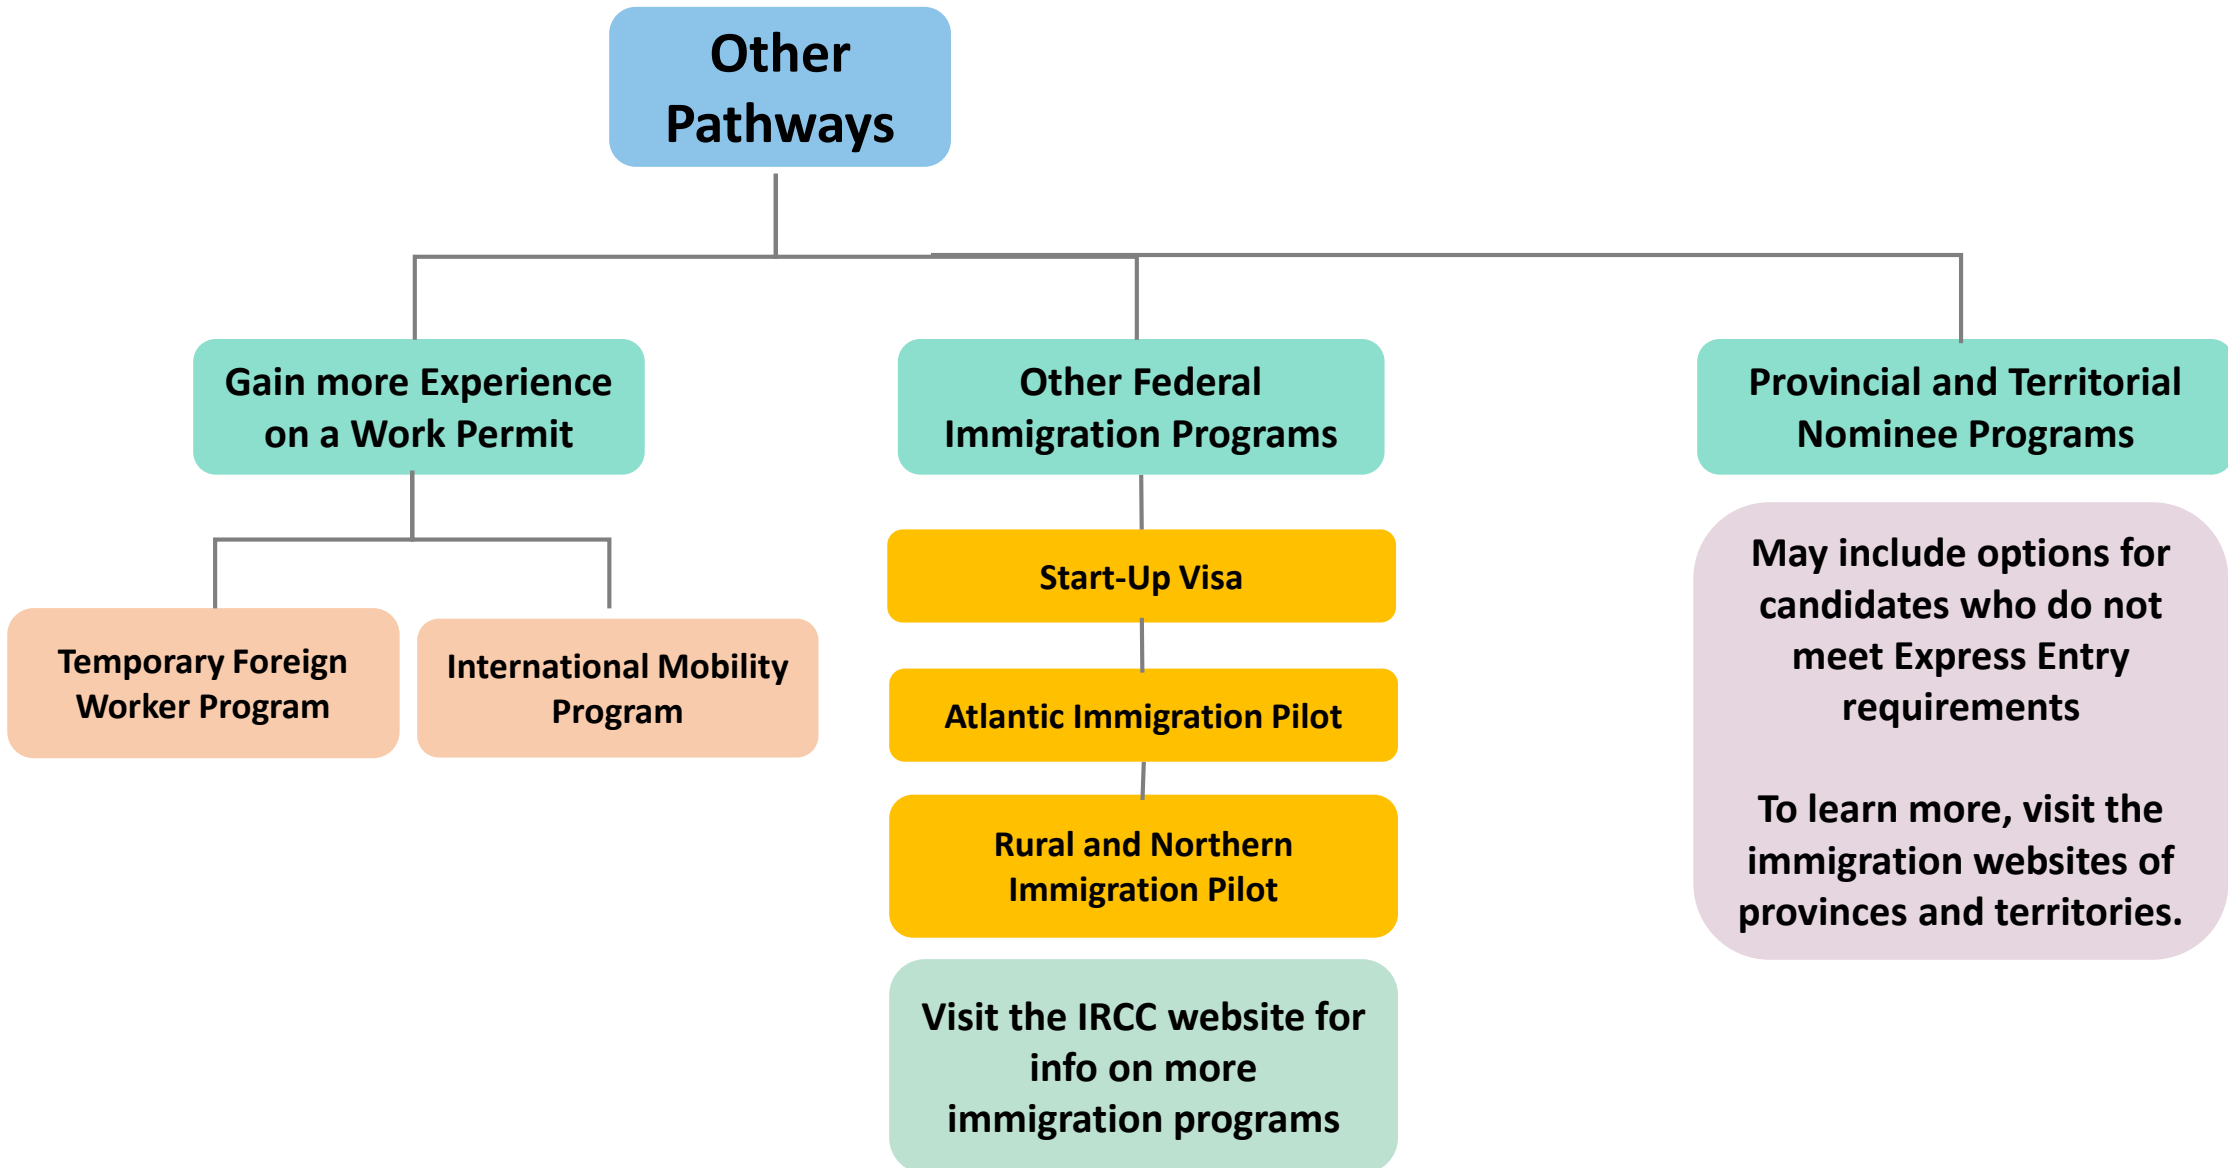 Other
Pathways
Gain more Experience
on a Work Permit
Other Federal
Immigration Programs
Provincial and Territorial
Nominee Programs
Temporary Foreign
Worker Program
International Mobility
Program
Start-Up Visa
Atlantic Immigration Pilot
Rural and Northern
Immigration Pilot
Visit the IRCC website for
info on more
immigration programs
May include options for
candidates who do not
meet Express Entry
requirements
To learn more, visit the
immigration websites of
provinces and territories.